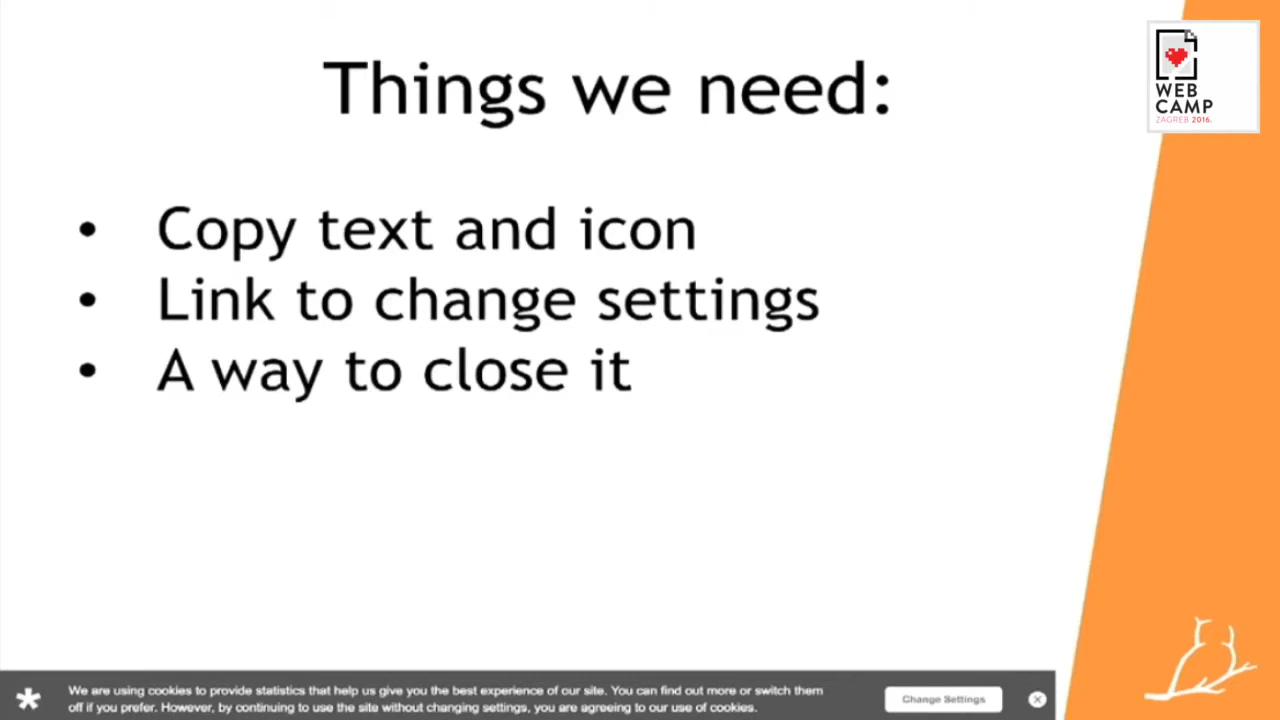 Things we need:
WEB
CAMP
ZAGREB 2016.
• Copy text and icon
• Link to change settings
• A way to close it
We are using cookies to provide statistics that help us give you the best experience of our site. You can find out more or switch them
off if you prefer. However, by continuing to use the site without changing settings, you are agreeing to our use of cookies.
Change Settings